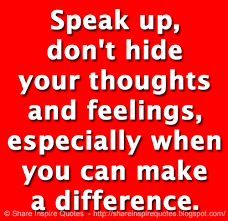 Speak up,
don't hide
your thoughts
and feelings,
especially when
you can make
a difference.
© Share Inspire Quotes - http://shareinspirequotes.blogspot.com/